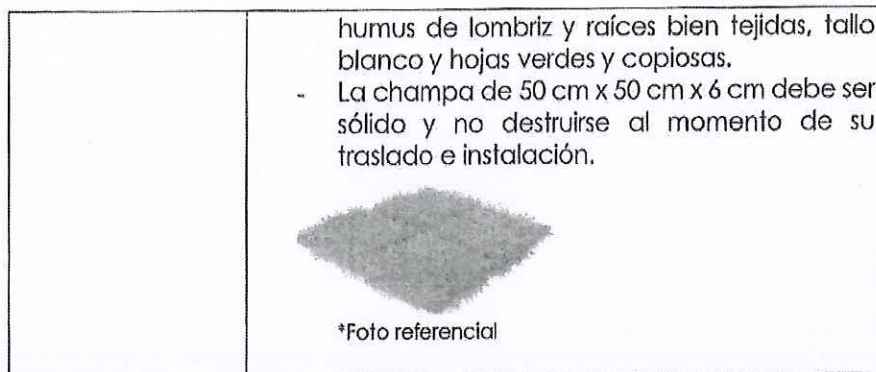 humus de lombriz y raíces bien tejidas, tallo
blanco y hojas verdes y copiosas.
- La champa de 50 cm x 50 cm x 6 cm debe ser
sólido y no destruirse al momento de su
traslado e instalación.
*Foto referencial